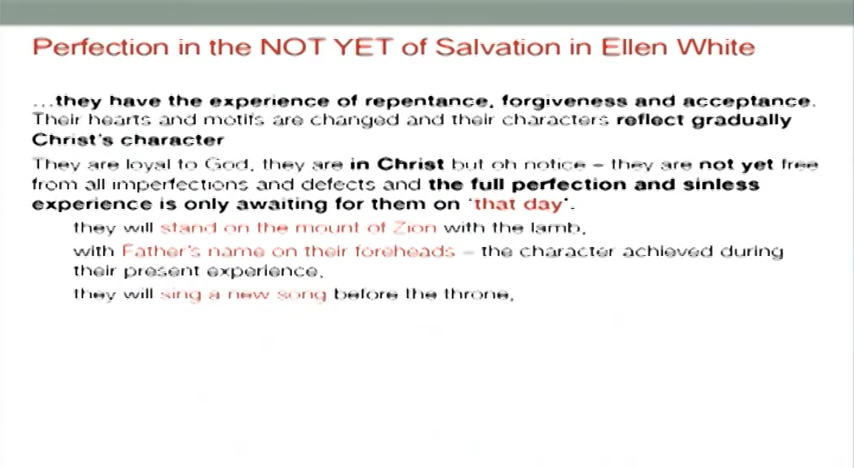 Perfection in the NOT YET of Salvation in Ellen White
...they have the experience of repentance, forgiveness and acceptance.
Their hearts and motifs are changed and their characters reflect gradually
Christ's character
They are loyal to God, they are in Christ but oh notice – they are not yet free
from all imperfections and defects and the full perfection and sinless
experience is only awaiting for them on 'that day'.
they will stand on the mount of Zion with the lamb,
with Father's name on their foreheads – the character achieved during
their present experience,
they will sing a new song before the throne,